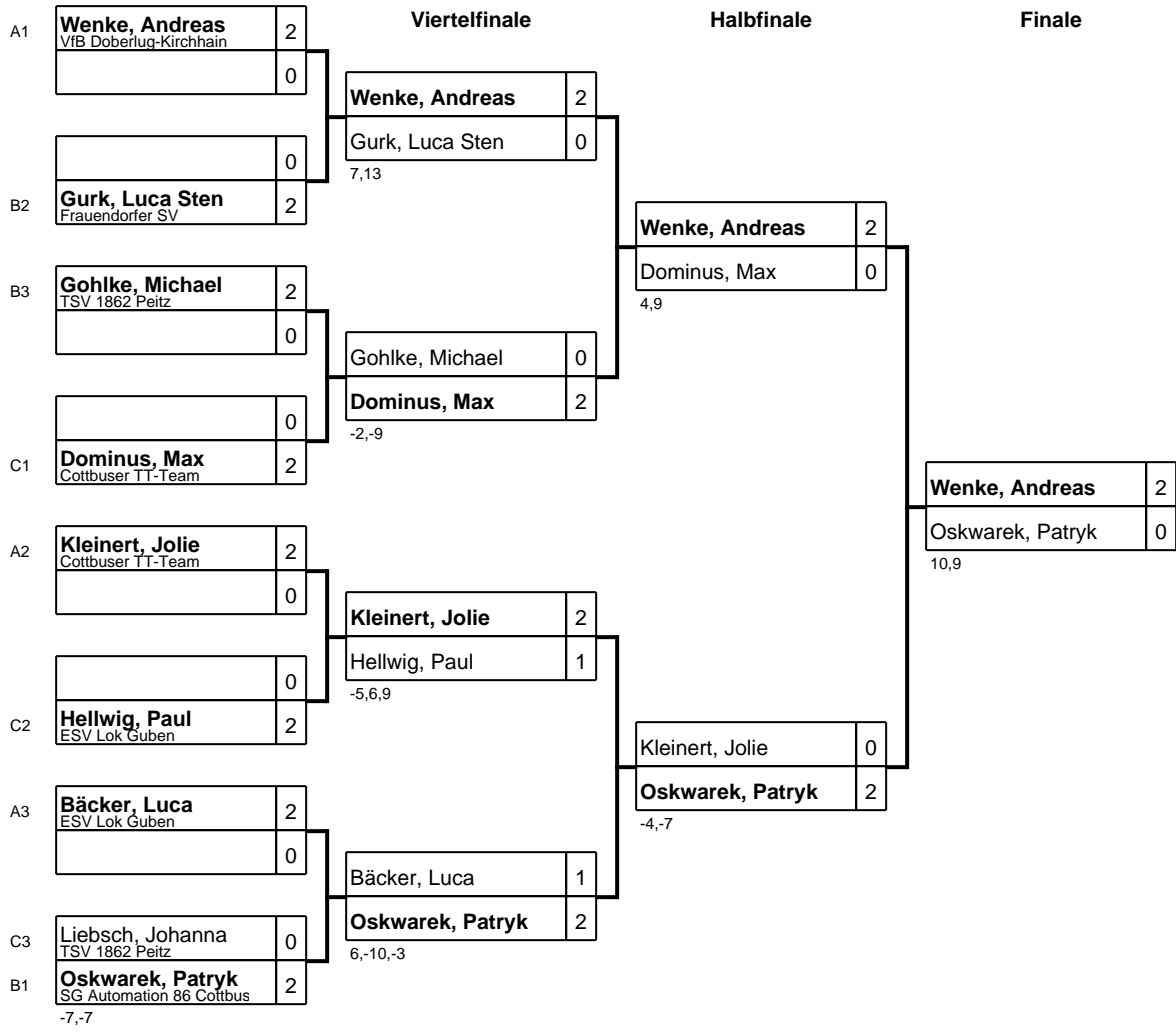 Viertelfinale
Halbfinale
Finale
A1
Wenke, Andreas
VfB Doberlug-Kirchhain
2
0
0
B2
Gurk, Luca Sten
Frauendorfer SV
2
B3
Gohlke, Michael
TSV 1862 Peitz
2
0
0
C1
Dominus, Max
Cottbuser TT-Team
2
A2
Kleinert, Jolie
Cottbuser TT-Team
2
0
0
C2
Hellwig, Paul
ESV Lok Guben
2
A3
Bäcker, Luca
ESV Lok Guben
2
0
C3
Liebsch, Johanna
TSV 1862 Peitz
0
B1
Oskwarek, Patryk
SG Automation 86 Cottbus
2
-7,-7
Wenke, Andreas 2
Gurk, Luca Sten 0
7,13
Gohlke, Michael 0
Dominus, Max 2
-2,-9
Kleinert, Jolie 2
Hellwig, Paul 1
-5,6,9
Bäcker, Luca 1
Oskwarek, Patryk 2
6,-10,-3
Wenke, Andreas 2
Dominus, Max 0
4,9
Kleinert, Jolie 0
Oskwarek, Patryk 2
-4,-7
Wenke, Andreas 2
Oskwarek, Patryk 0
10,9